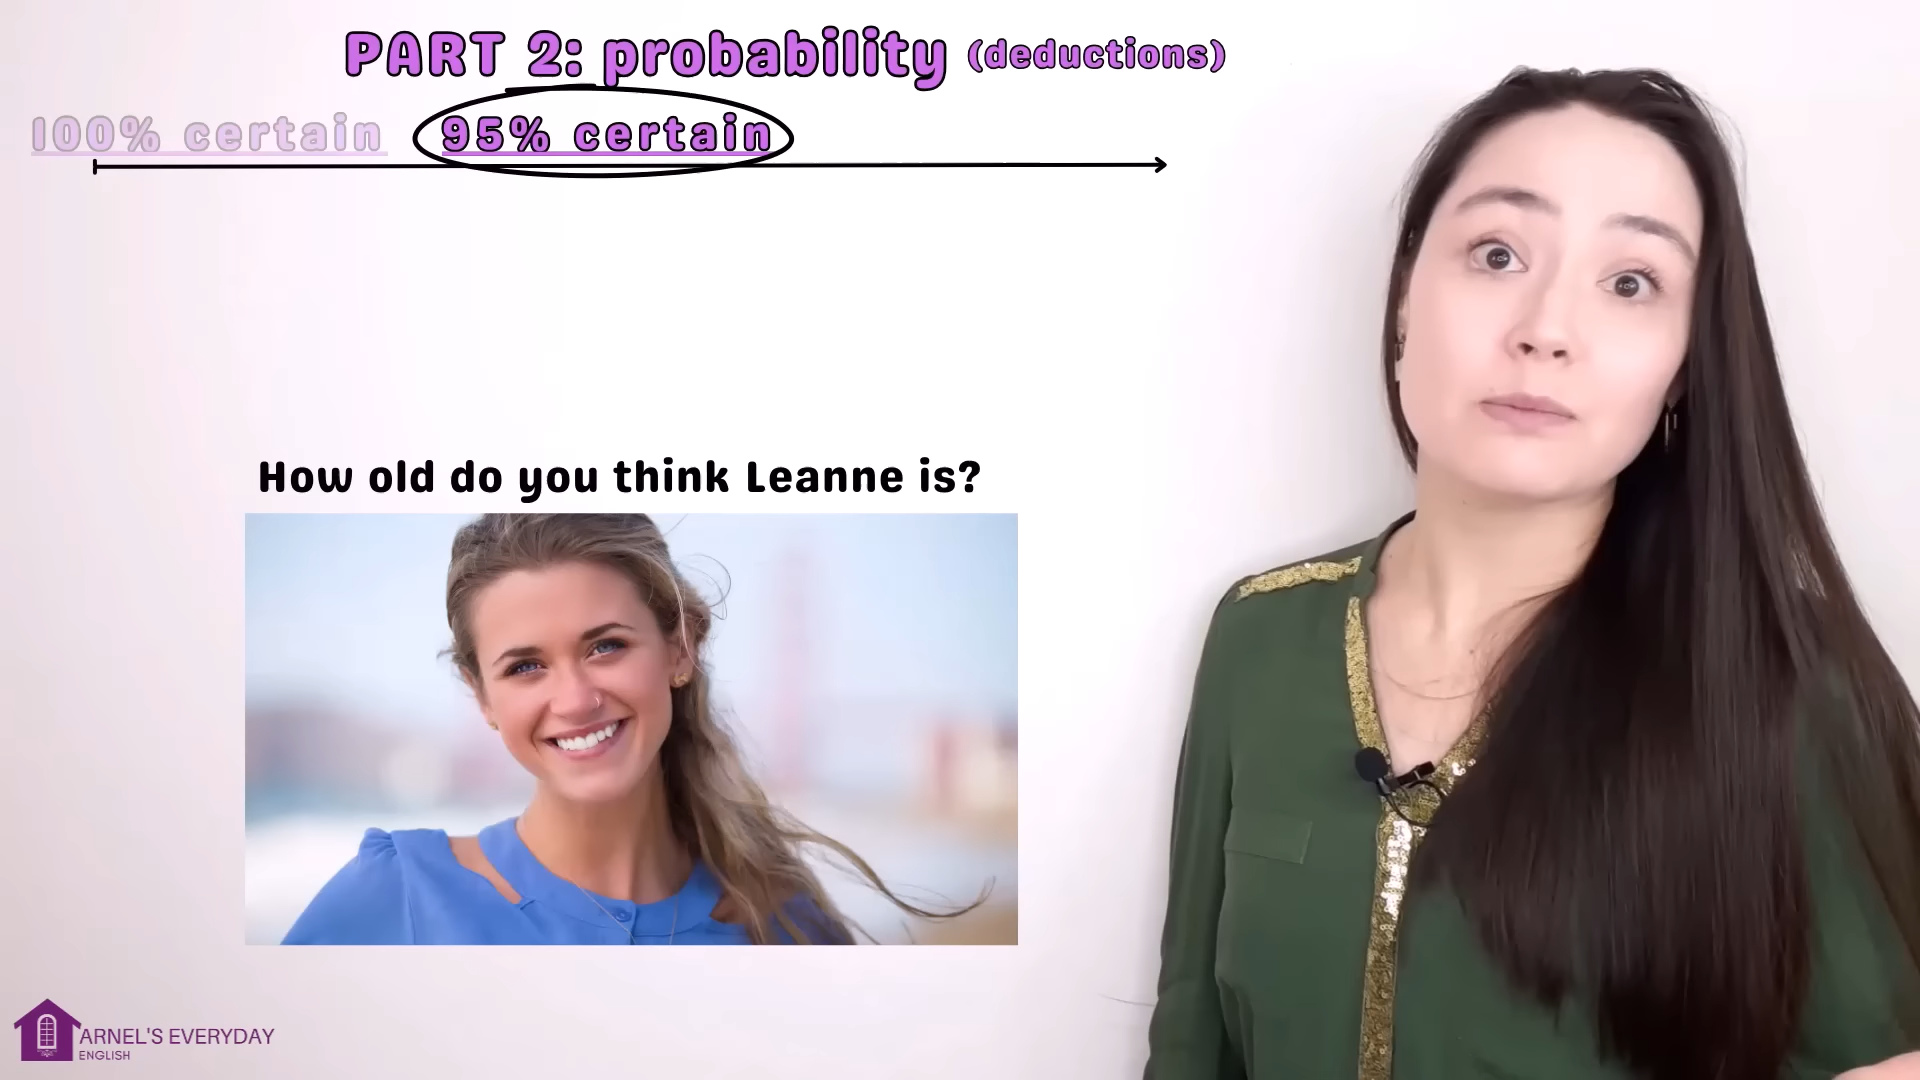 PART 2: probability (deductions)
100% certain 95% certain
How old do you think Leanne is?
ARNEL'S EVERYDAY
ENGLISH